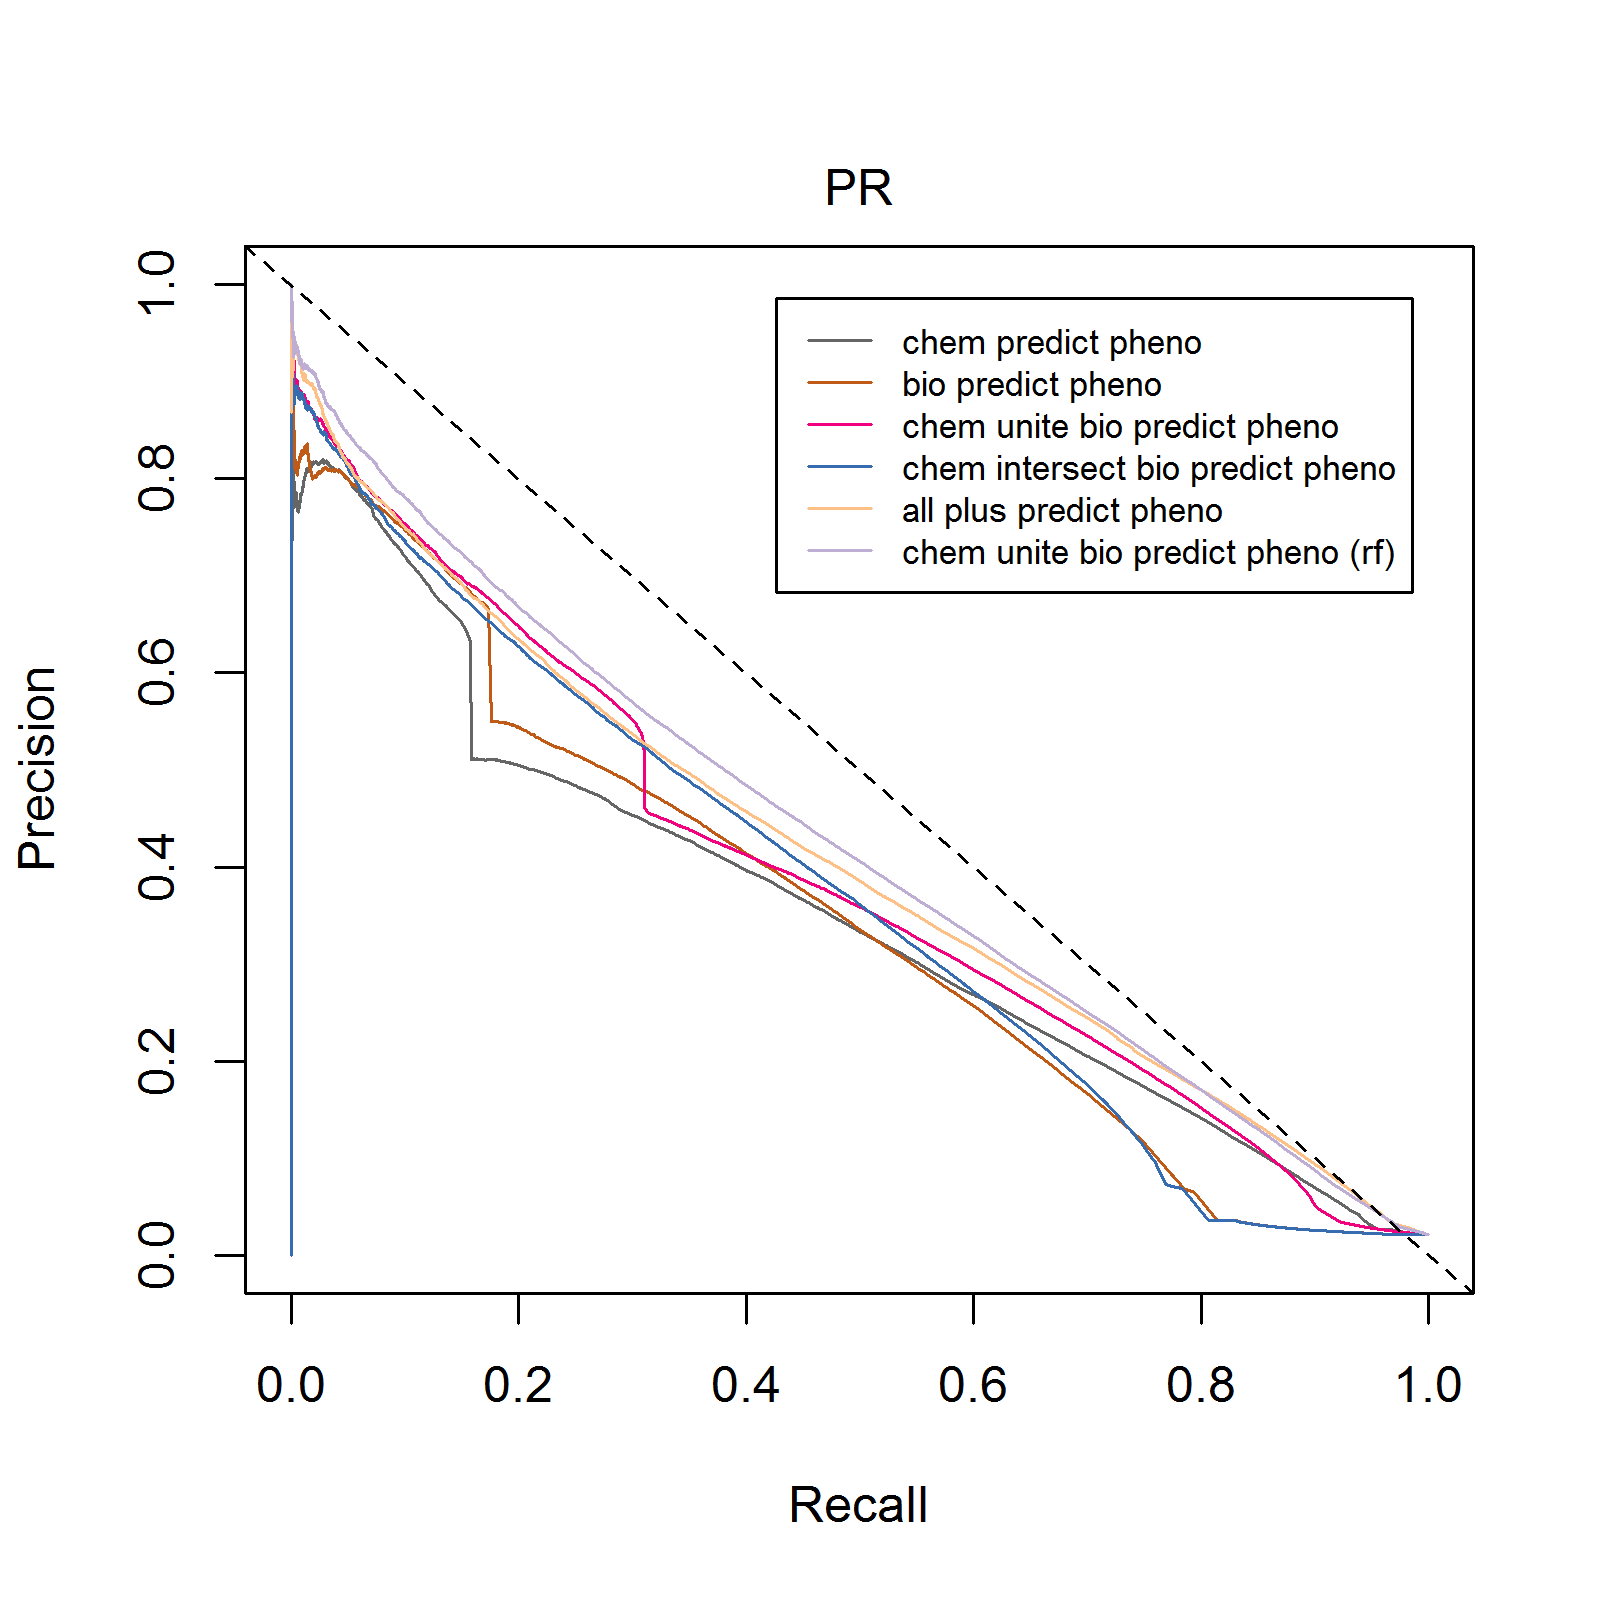 PR
Precision
1.0
0.8
0.6
0.4
0.2
0.0
chem predict pheno
bio predict pheno
chem unite bio predict pheno
chem intersect bio predict pheno
all plus predict pheno
chem unite bio predict pheno (rf)
0.0 0.2 0.4 0.6 0.8 1.0
Recall